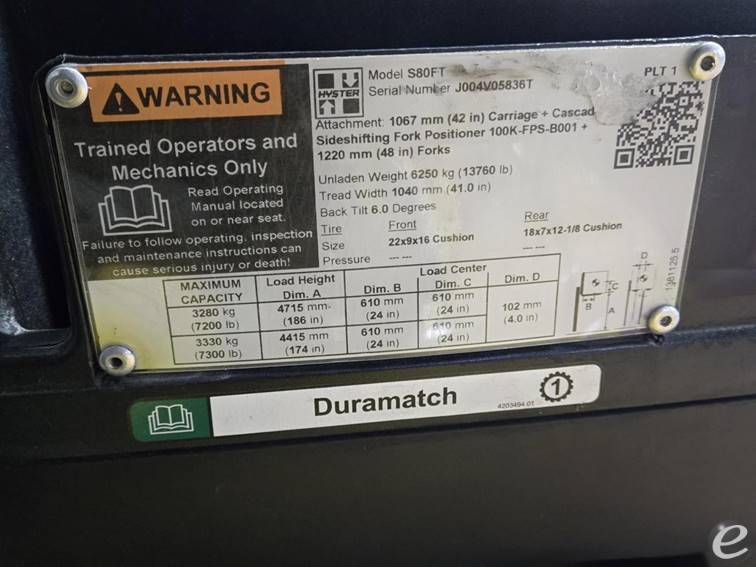 WARNING
Trained Operators and
Mechanics Only
Read Operating
Manual located
on or near seat.
Failure to follow operating, inspection
and maintenance instructions can
cause serious injury or death!
HYSTER
Model S80FT
PLT 1
Serial Number J004V05836T
Attachment: 1067 mm (42 in) Carriage + Cascad
Sideshifting Fork Positioner 100K-FPS-B001 +
1220 mm (48 in) Forks
Unladen Weight 6250 kg (13760 lb)
Tread Width 1040 mm (41.0 in)
Back Tilt 6.0 Degrees
Tire Front Rear
Size 22x9x16 Cushion 18x7x12-1/8 Cushion
Pressure --- --- --- ---
MAXIMUM CAPACITY Load Height Dim. A Load Center Dim. B Dim. C Dim. D
3280 kg (7200 lb) 4715 mm (186 in) 610 mm (24 in) 610 mm (24 in) 102 mm (4.0 in)
3330 kg (7300 lb) 4415 mm (174 in) 610 mm (24 in) 610 mm (24 in)
D
C
B
A
Duramatch
4203494 01
1
e